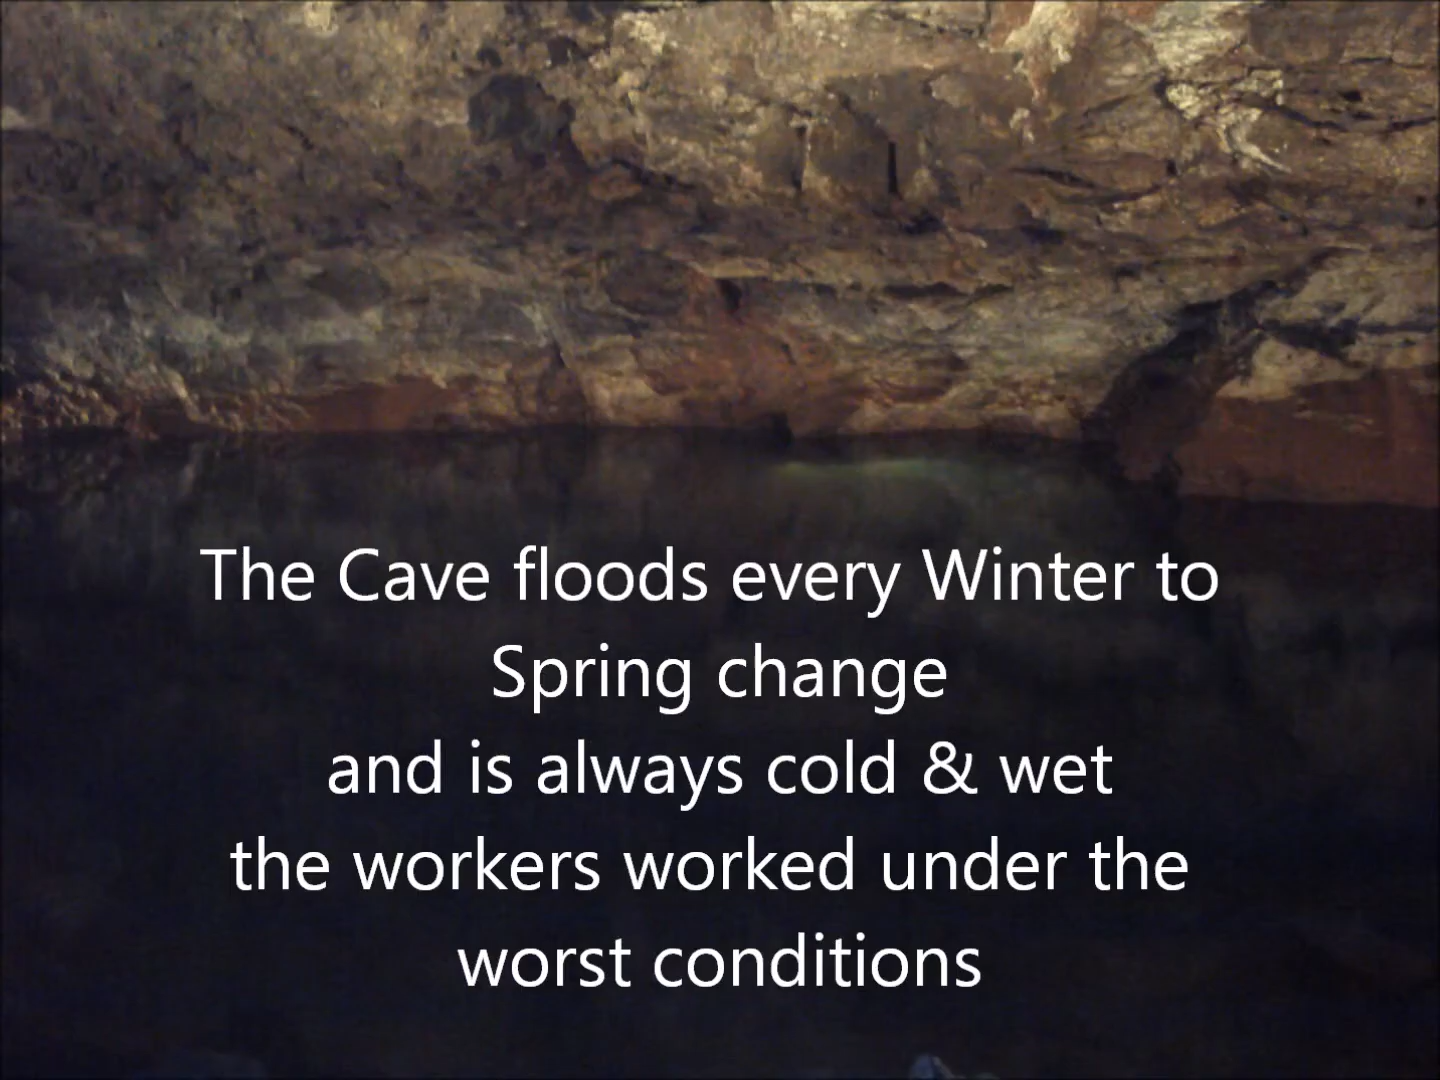 The Cave floods every Winter to
Spring change
and is always cold & wet
the workers worked under the
worst conditions